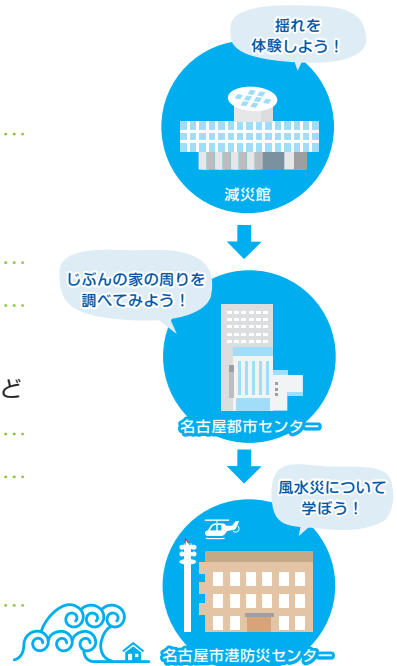 揺れを
体験しよう！
…
減災館
…
じぶんの家の周りを
調べてみよう！
…
ど
名古屋都市センター
…
…
風水災について
学ぼう！
…
名古屋市港防災センター